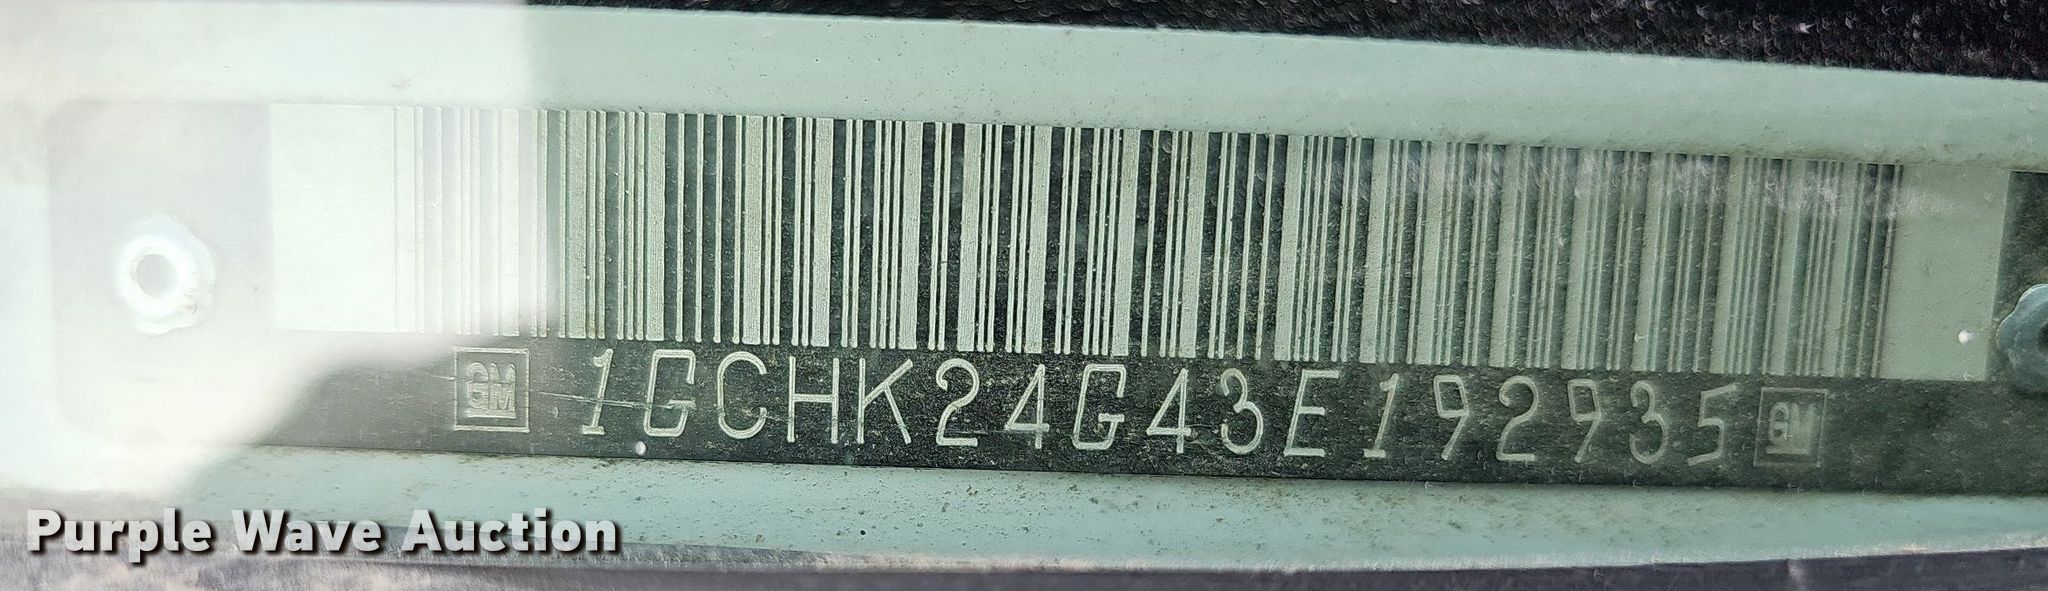 GM 1GCHK24G43E192935 GM
Purple Wave Auction